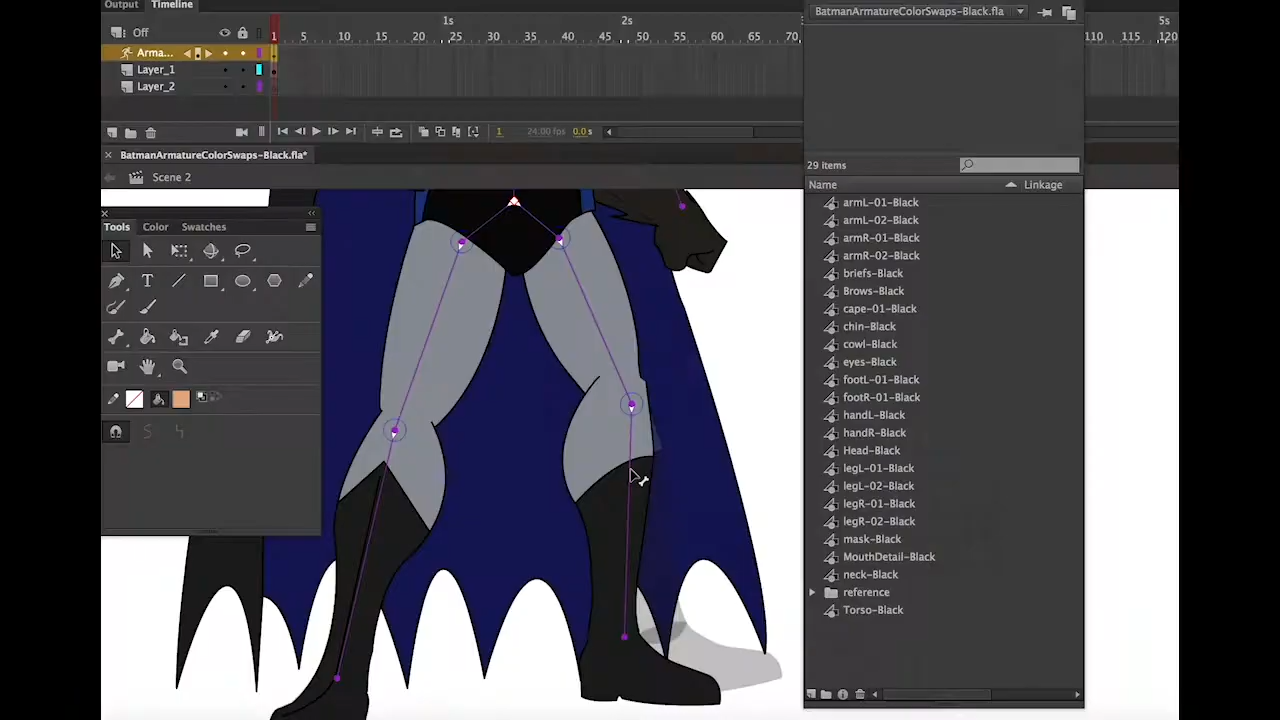 Output Timeline
BatmanArmatureColorSwaps-Black.fla
1s 2s 5s
Off
1 5 10 15 20 25 30 35 40 45 50 55 60 65 70 110 115 120
Arma...
Layer_1
Layer_2
1 24.00 fps 0.0 s
BatmanArmatureColorSwaps-Black.fla*
Scene 2
29 items
Name Linkage
Tools Color Swatches
T
armL-01-Black
armL-02-Black
armR-01-Black
armR-02-Black
briefs-Black
Brows-Black
cape-01-Black
chin-Black
cowl-Black
eyes-Black
footL-01-Black
footR-01-Black
handL-Black
handR-Black
Head-Black
legL-01-Black
legL-02-Black
legR-01-Black
legR-02-Black
mask-Black
MouthDetail-Black
neck-Black
reference
Torso-Black